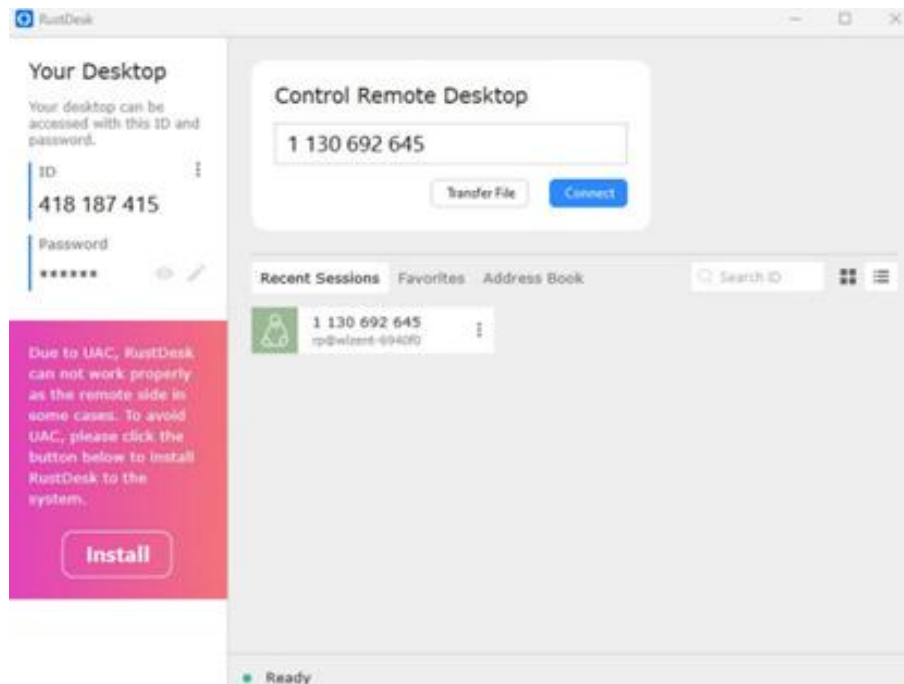 RustDesk
Your Desktop
Your desktop can be
accessed with this ID and
password.
ID
418 187 415
Password
******
Due to UAC, RustDesk
can not work properly
as the remote side in
some cases. To avoid
UAC, please click the
button below to install
RustDesk to the
system.
Install
Control Remote Desktop
1 130 692 645
Transfer File
Connect
Recent Sessions
Favorites
Address Book
Search ID
1 130 692 645
rp@wizent-6940f0
Ready